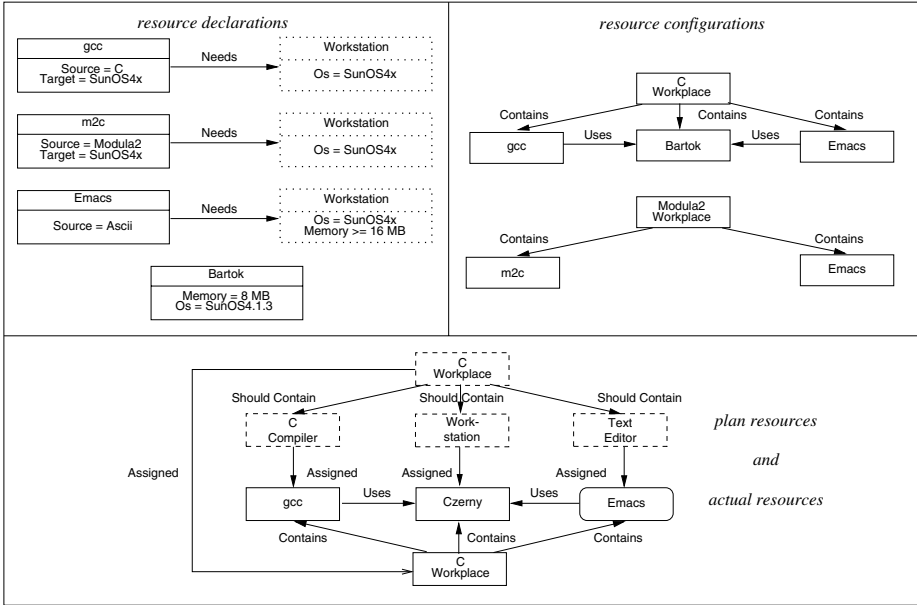 resource declarations
gcc
Source = C
Target = SunOS4x
Needs
Workstation
Os = SunOS4x
m2c
Source = Modula2
Target = SunOS4x
Needs
Workstation
Os = SunOS4x
Emacs
Source = Ascii
Needs
Workstation
Os = SunOS4x
Memory >= 16 MB
Bartok
Memory = 8 MB
Os = SunOS4.1.3
resource configurations
C
Workplace
Contains
Contains
Contains
gcc
Uses
Bartok
Uses
Emacs
Modula2
Workplace
Contains
Contains
m2c
Emacs
C
Workplace
Should Contain
Should Contain
Should Contain
C
Compiler
Work-
station
Text
Editor
plan resources
and
actual resources
Assigned
Assigned
Assigned
Assigned
gcc
Uses
Czerny
Uses
Emacs
Contains
Contains
Contains
C
Workplace